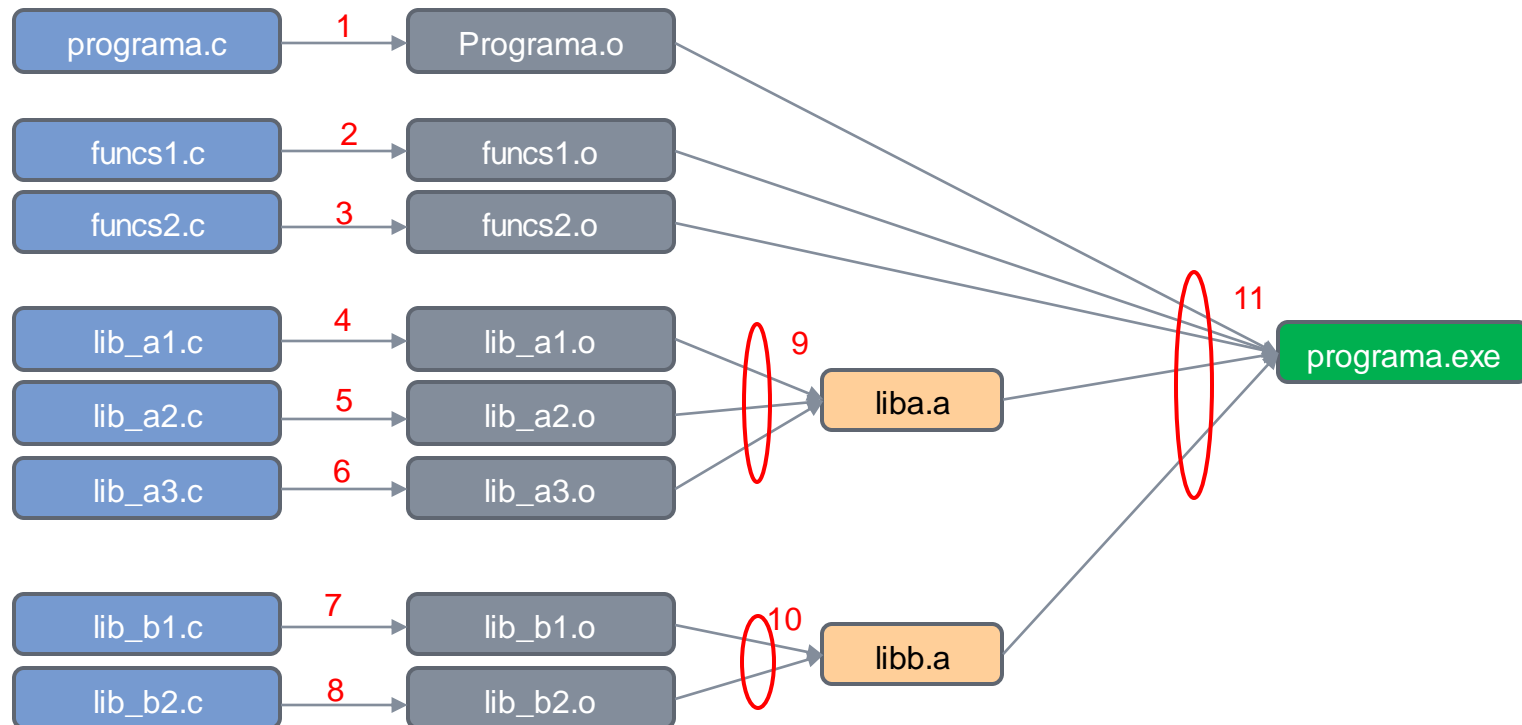 programa.c 1 Programa.o
funcs1.c 2 funcs1.o
funcs2.c 3 funcs2.o
11
lib_a1.c 4 lib_a1.o 9
programa.exe
lib_a2.c 5 lib_a2.o liba.a
lib_a3.c 6 lib_a3.o
lib_b1.c 7 lib_b1.o 10
libb.a
lib_b2.c 8 lib_b2.o